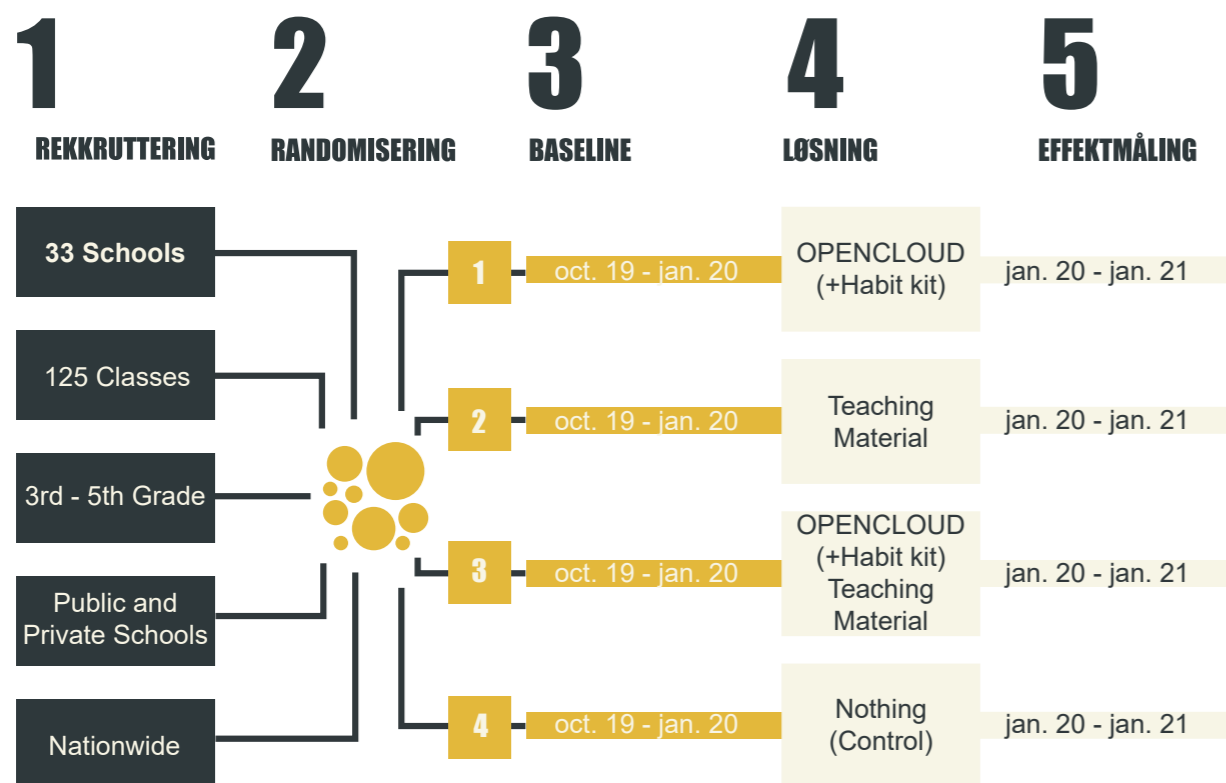 1
2
3
4
5
REKKRUTTERING
RANDOMISERING
BASELINE
LØSNING
EFFEKTMÅLING
33 Schools
125 Classes
3rd - 5th Grade
Public and
Private Schools
Nationwide
1
oct. 19 - jan. 20
OPENCLOUD
(+Habit kit)
jan. 20 - jan. 21
2
oct. 19 - jan. 20
Teaching
Material
jan. 20 - jan. 21
3
oct. 19 - jan. 20
OPENCLOUD
(+Habit kit)
Teaching
Material
jan. 20 - jan. 21
4
oct. 19 - jan. 20
Nothing
(Control)
jan. 20 - jan. 21